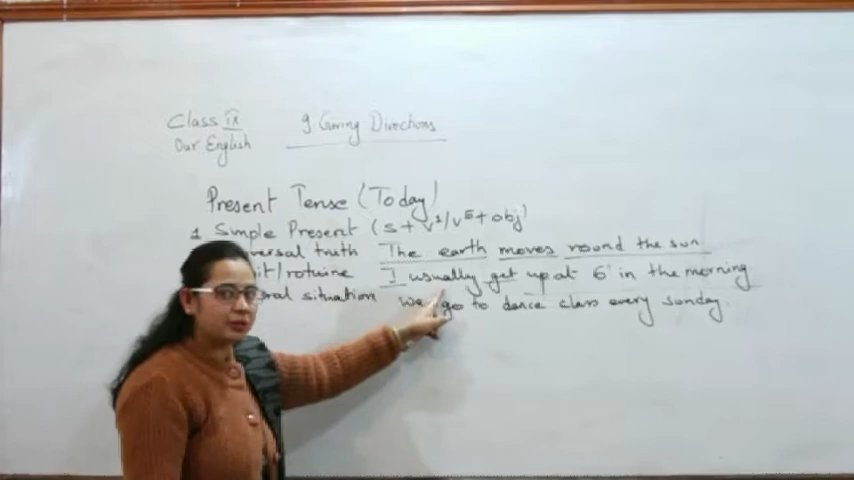 Class IX
9 Giving Directions
Our English
Present Tense (Today)
1 Simple Present (S + V¹/V⁵ + obj)
versal truth The earth moves round the sun
it/rotuine I usually get up at 6' in the morning
ral situation we go to dance class every sunday.